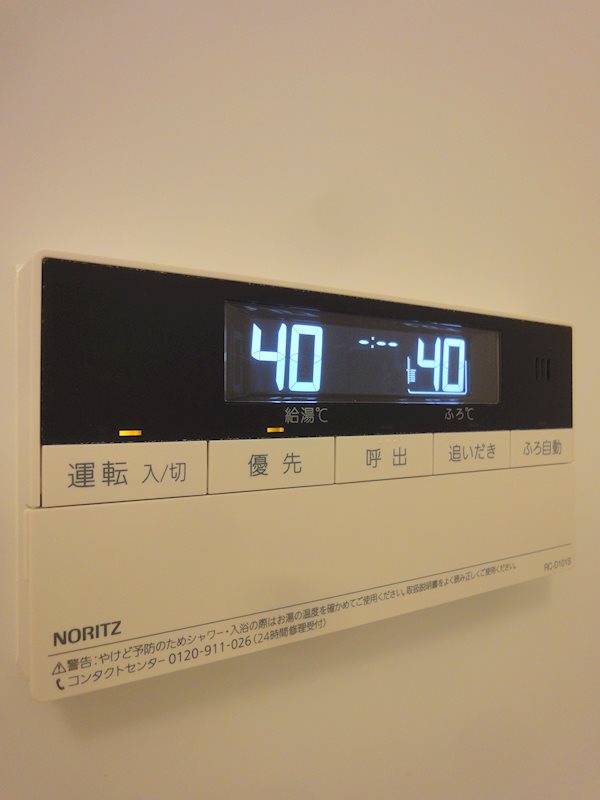 40 -:-- 40
給湯℃ ふろ℃
運転 入/切 優先 呼出 追いだき ふろ自動
RC-D101S
NORITZ
⚠警告:やけど予防のためシャワー・入浴の際はお湯の温度を確かめてご使用ください。取扱説明書をよく読み正しくご使用ください。
コンタクトセンター 0120-911-026(24時間修理受付)